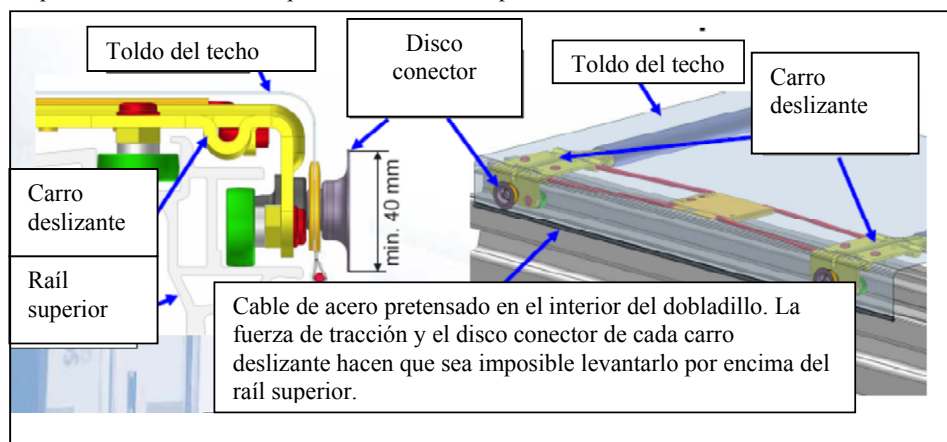 Toldo del techo
Disco
conector
Toldo del techo
Carro
deslizante
Carro
deslizante
Raíl
superior
min. 40 mm
Cable de acero pretensado en el interior del dobladillo. La
fuerza de tracción y el disco conector de cada carro
deslizante hacen que sea imposible levantarlo por encima del
raíl superior.